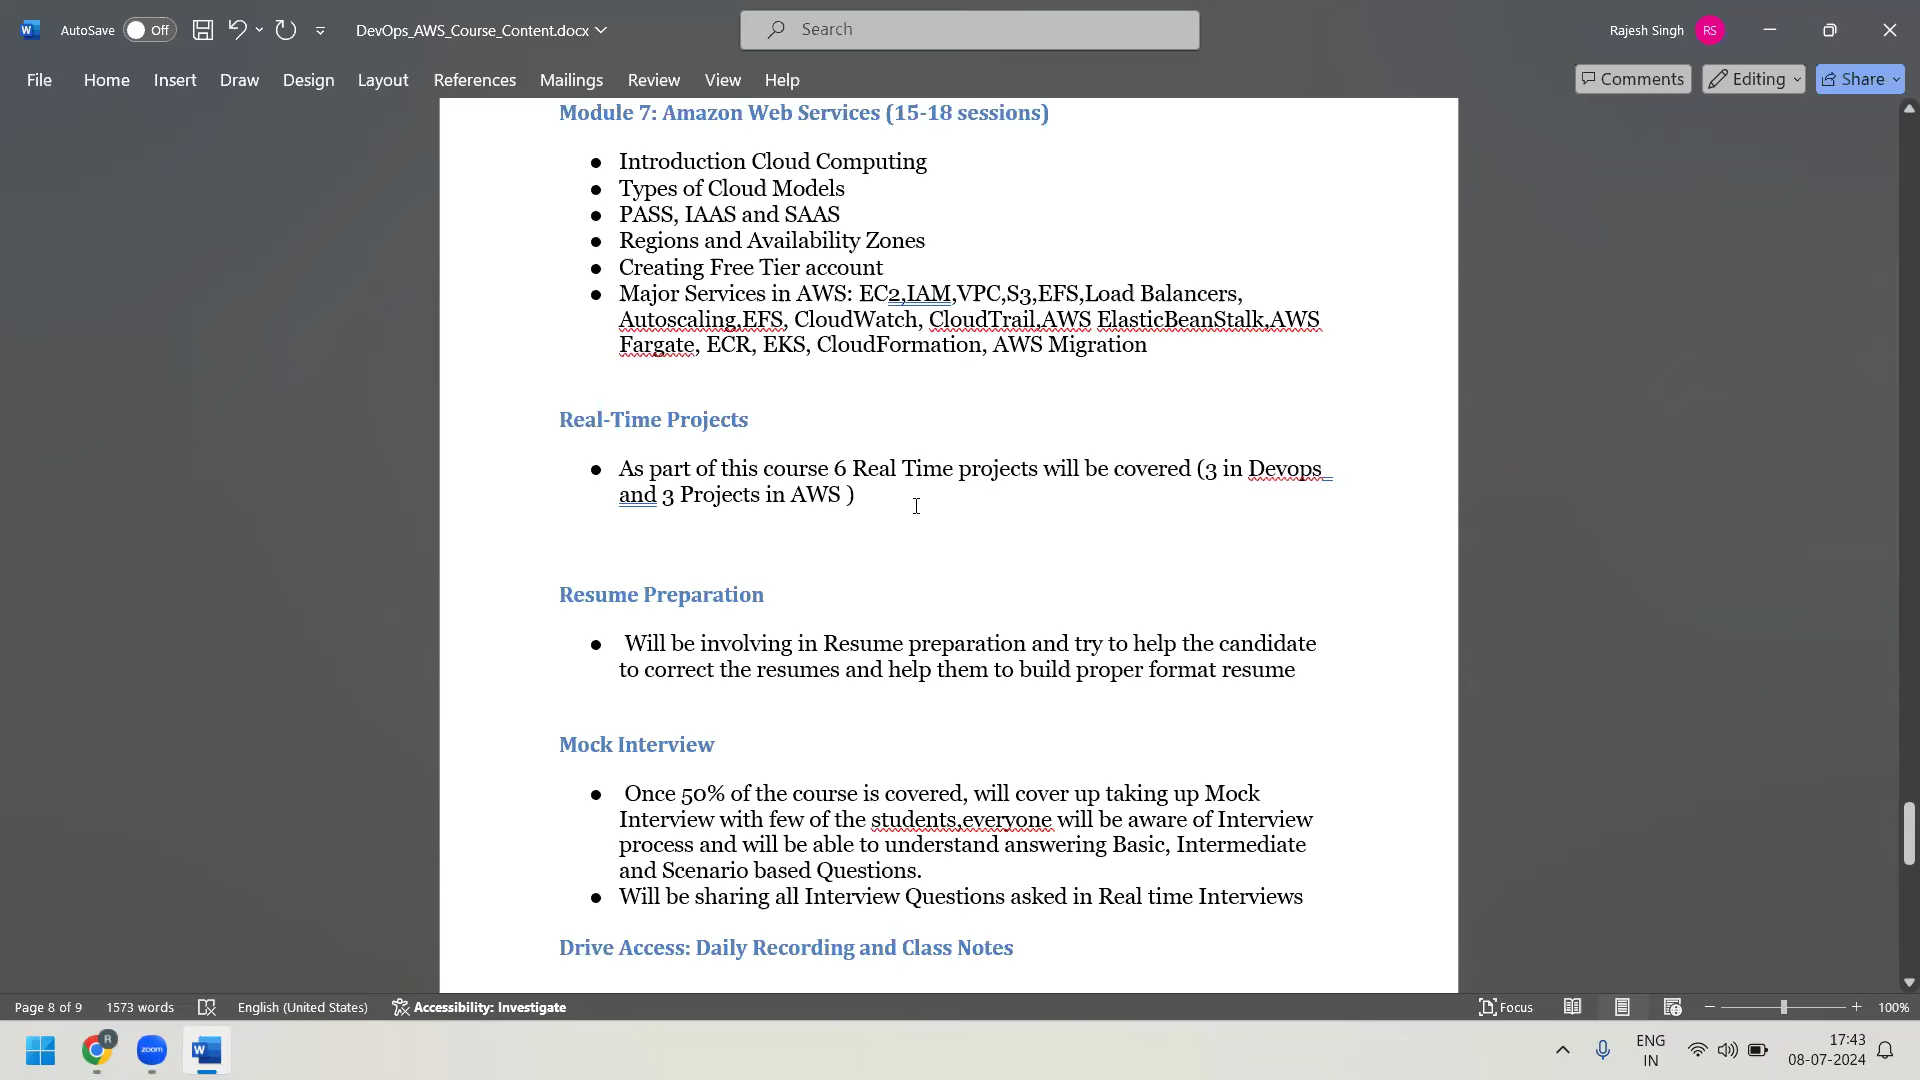 AutoSave Off DevOps_AWS_Course_Content.docx Search Rajesh Singh RS
File Home Insert Draw Design Layout References Mailings Review View Help Comments Editing Share
Module 7: Amazon Web Services (15-18 sessions)
● Introduction Cloud Computing
● Types of Cloud Models
● PASS, IAAS and SAAS
● Regions and Availability Zones
● Creating Free Tier account
● Major Services in AWS: EC2,IAM,VPC,S3,EFS,Load Balancers,
Autoscaling,EFS, CloudWatch, CloudTrail,AWS ElasticBeanStalk,AWS
Fargate, ECR, EKS, CloudFormation, AWS Migration
Real-Time Projects
● As part of this course 6 Real Time projects will be covered (3 in Devops
and 3 Projects in AWS )
Resume Preparation
● Will be involving in Resume preparation and try to help the candidate
to correct the resumes and help them to build proper format resume
Mock Interview
● Once 50% of the course is covered, will cover up taking up Mock
Interview with few of the students,everyone will be aware of Interview
process and will be able to understand answering Basic, Intermediate
and Scenario based Questions.
● Will be sharing all Interview Questions asked in Real time Interviews
Drive Access: Daily Recording and Class Notes
Page 8 of 9 1573 words English (United States) Accessibility: Investigate Focus 100%
R zoom W ENG 17:43
IN 08-07-2024